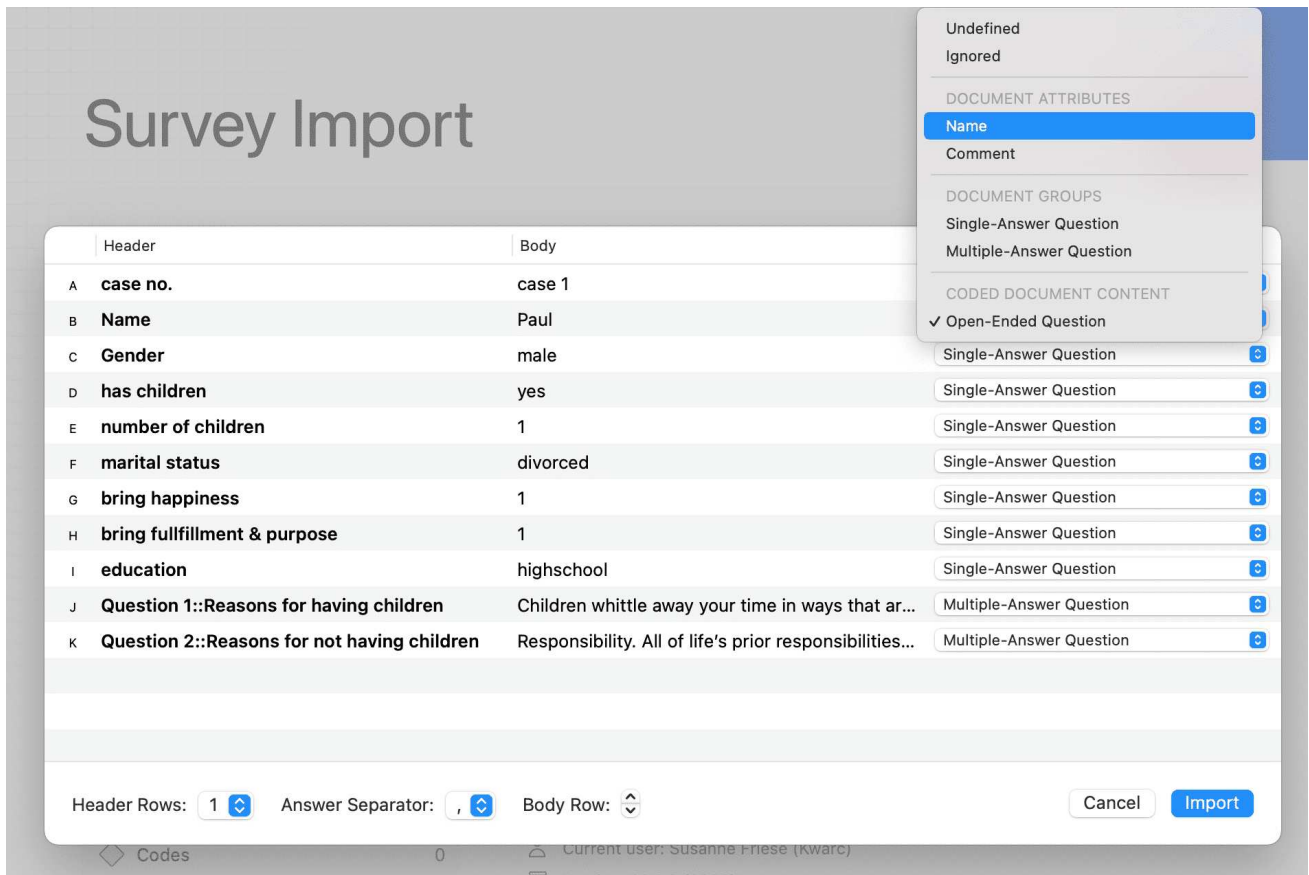 Undefined
Ignored
DOCUMENT ATTRIBUTES
Name
Comment
DOCUMENT GROUPS
Single-Answer Question
Multiple-Answer Question
CODED DOCUMENT CONTENT
✓ Open-Ended Question
Survey Import
Header Body
A case no. case 1
B Name Paul
C Gender male Single-Answer Question
D has children yes Single-Answer Question
E number of children 1 Single-Answer Question
F marital status divorced Single-Answer Question
G bring happiness 1 Single-Answer Question
H bring fullfillment & purpose 1 Single-Answer Question
I education highschool Single-Answer Question
J Question 1::Reasons for having children Children whittle away your time in ways that ar... Multiple-Answer Question
K Question 2::Reasons for not having children Responsibility. All of life's prior responsibilities... Multiple-Answer Question
Header Rows: 1 Answer Separator: , Body Row: Cancel Import
Codes 0 Current user: Susanne Friese (Kwarc)